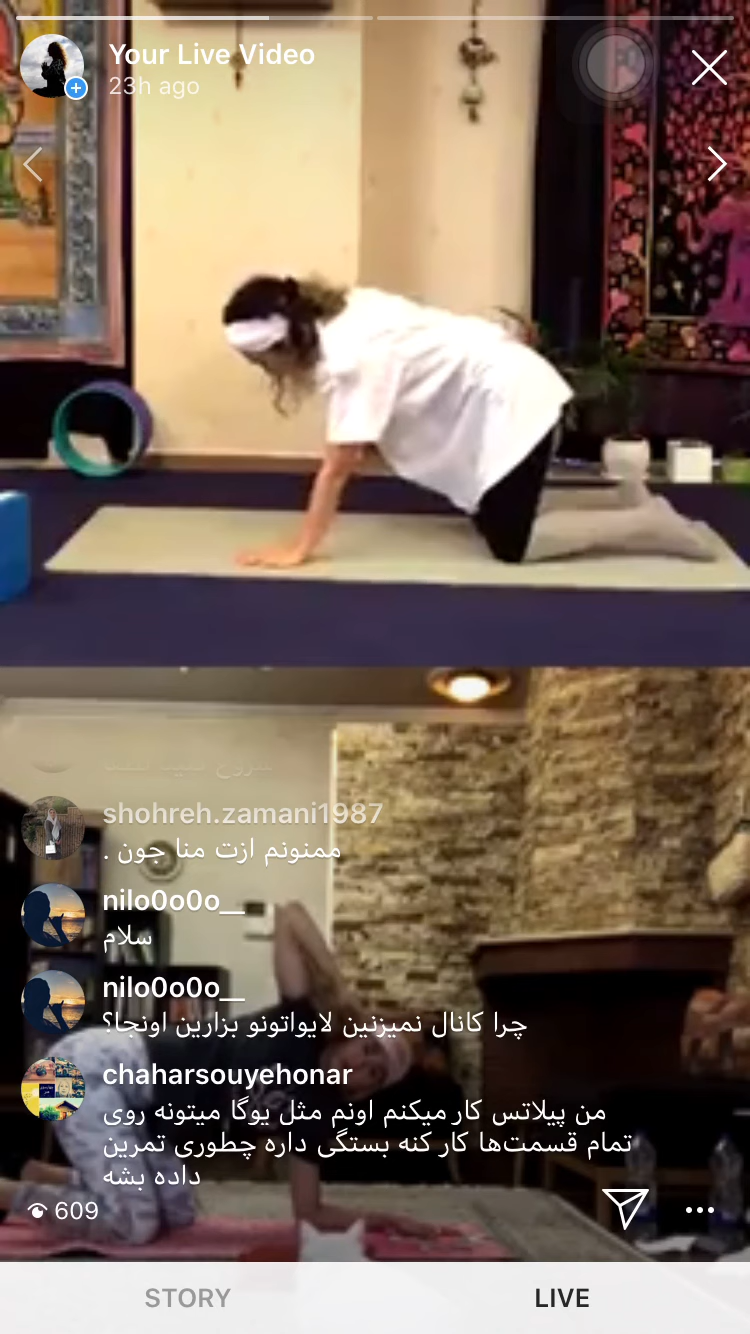 Your Live Video
23h ago
shohreh.zamani1987
ممنونم ازت منا جون .
nilo0o0o__
سلام
nilo0o0o__
چرا کانال نمیزنین لایواتونو بزارین اونجا؟
chaharsouyehonar
من پیلاتس کار میکنم اونم مثل یوگا میتونه روی
تمام قسمت‌ها کار کنه بستگی داره چطوری تمرین
داده بشه
609
STORY
LIVE